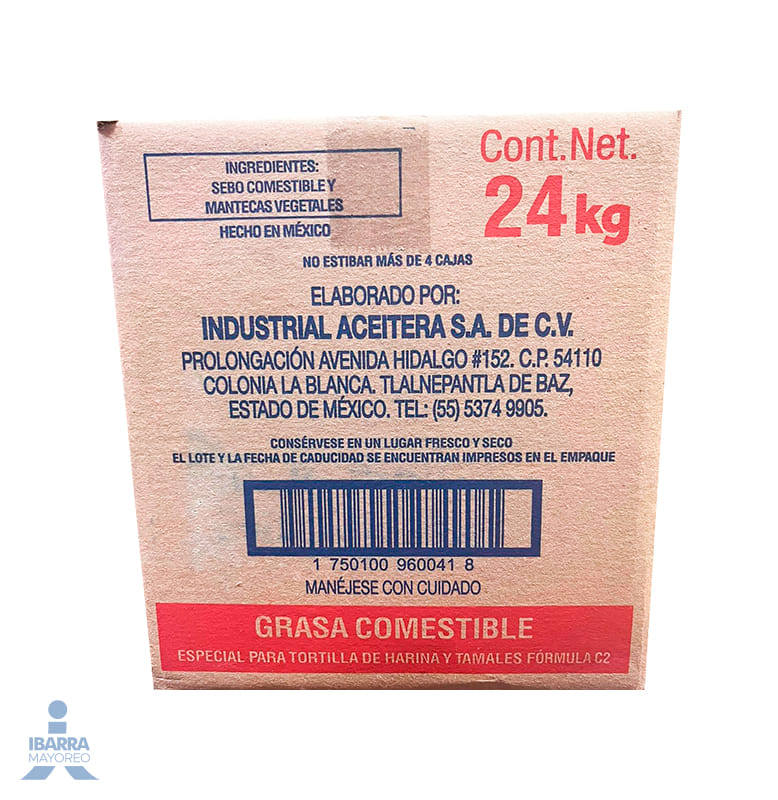 INGREDIENTES:
SEBO COMESTIBLE Y
MANTECAS VEGETALES
HECHO EN MÉXICO
Cont. Net.
24 kg
NO ESTIBAR MÁS DE 4 CAJAS
ELABORADO POR:
INDUSTRIAL ACEITERA S.A. DE C.V.
PROLONGACIÓN AVENIDA HIDALGO #152. C.P. 54110
COLONIA LA BLANCA. TLALNEPANTLA DE BAZ,
ESTADO DE MÉXICO. TEL: (55) 5374 9905.
CONSÉRVESE EN UN LUGAR FRESCO Y SECO
EL LOTE Y LA FECHA DE CADUCIDAD SE ENCUENTRAN IMPRESOS EN EL EMPAQUE
1 750100 960041 8
MANÉJESE CON CUIDADO
GRASA COMESTIBLE
ESPECIAL PARA TORTILLA DE HARINA Y TAMALES FÓRMULA C2
IBARRA
MAYOREO